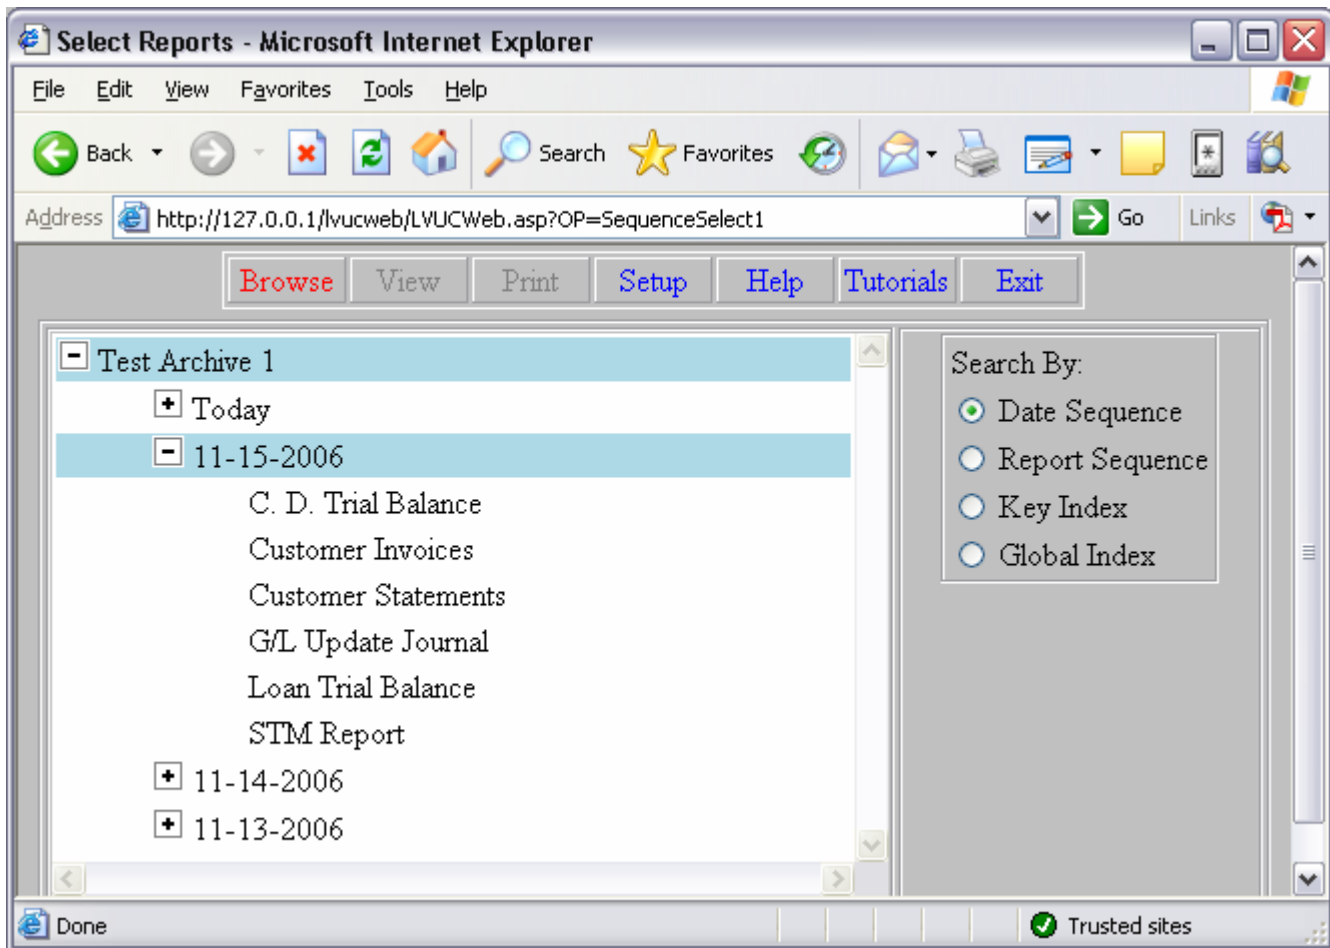 Select Reports - Microsoft Internet Explorer
File Edit View Favorites Tools Help
Back Search Favorites
Address http://127.0.0.1/lvucweb/LVUCWeb.asp?OP=SequenceSelect1 Go Links
Browse View Print Setup Help Tutorials Exit
Test Archive 1
Today
11-15-2006
C. D. Trial Balance
Customer Invoices
Customer Statements
G/L Update Journal
Loan Trial Balance
STM Report
11-14-2006
11-13-2006
Search By:
Date Sequence
Report Sequence
Key Index
Global Index
Done Trusted sites